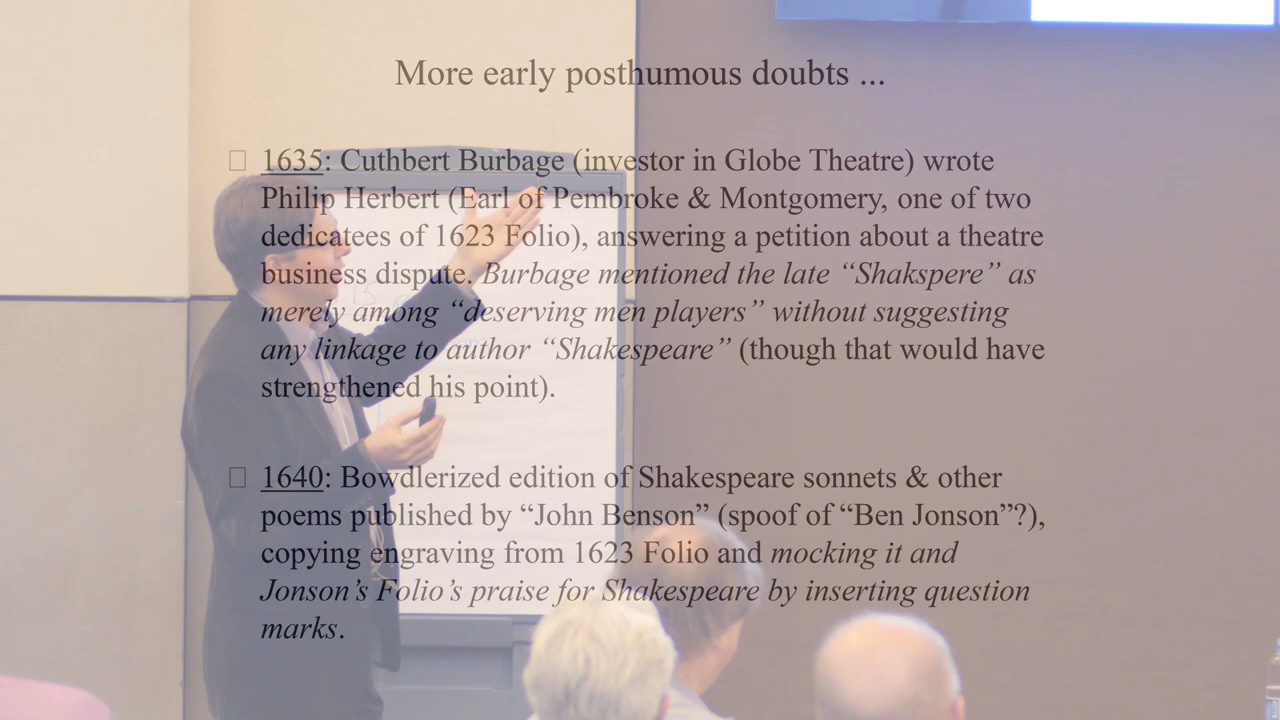 More early posthumous doubts ...
1635: Cuthbert Burbage (investor in Globe Theatre) wrote
Philip Herbert (Earl of Pembroke & Montgomery, one of two
dedicatees of 1623 Folio), answering a petition about a theatre
business dispute. Burbage mentioned the late “Shakspere” as
merely among “deserving men players” without suggesting
any linkage to author “Shakespeare” (though that would have
strengthened his point).
1640: Bowdlerized edition of Shakespeare sonnets & other
poems published by “John Benson” (spoof of “Ben Jonson”?),
copying engraving from 1623 Folio and mocking it and
Jonson’s Folio’s praise for Shakespeare by inserting question
marks.